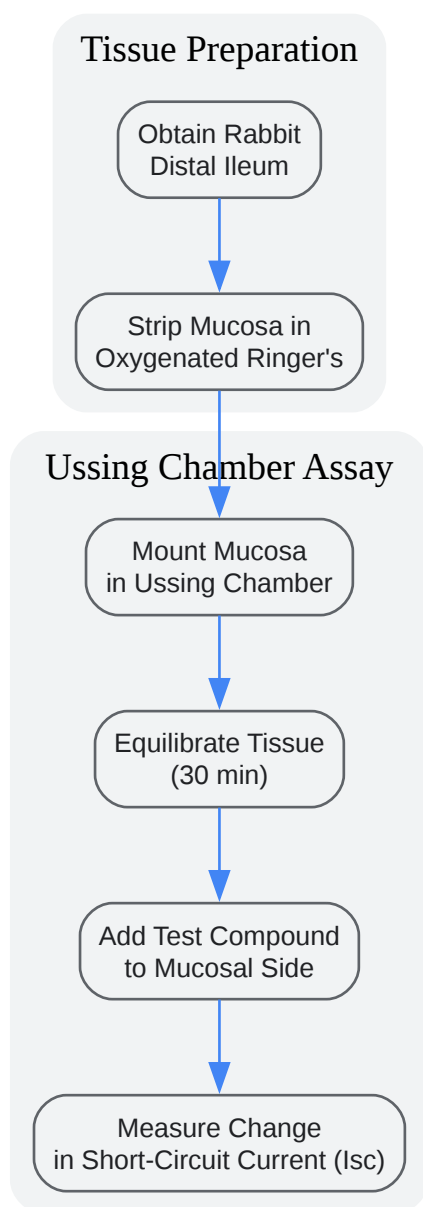 Tissue Preparation
Obtain Rabbit
Distal Ileum
Strip Mucosa in
Oxygenated Ringer's
Ussing Chamber Assay
Mount Mucosa
in Ussing Chamber
Equilibrate Tissue
(30 min)
Add Test Compound
to Mucosal Side
Measure Change
in Short-Circuit Current (Isc)